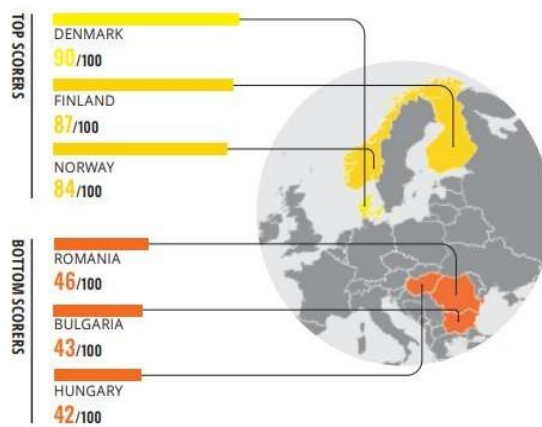 TOP SCORERS
DENMARK
90/100
FINLAND
87/100
NORWAY
84/100
BOTTOM SCORERS
ROMANIA
46/100
BULGARIA
43/100
HUNGARY
42/100